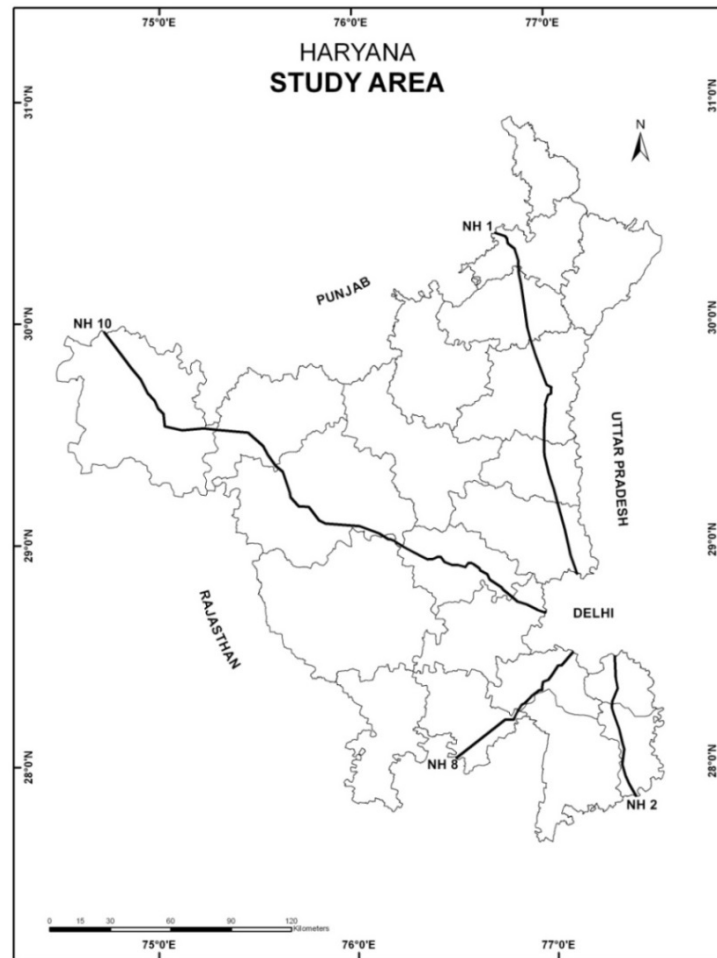 75°0'E 76°0'E 77°0'E
HARYANA
STUDY AREA
31°0'N
31°0'N
N
NH 1
PUNJAB
NH 10
30°0'N
30°0'N
UTTAR PRADESH
29°0'N
29°0'N
DELHI
RAJASTHAN
28°0'N
28°0'N
NH 8
NH 2
0 15 30 60 90 120
Kilometers
75°0'E 76°0'E 77°0'E